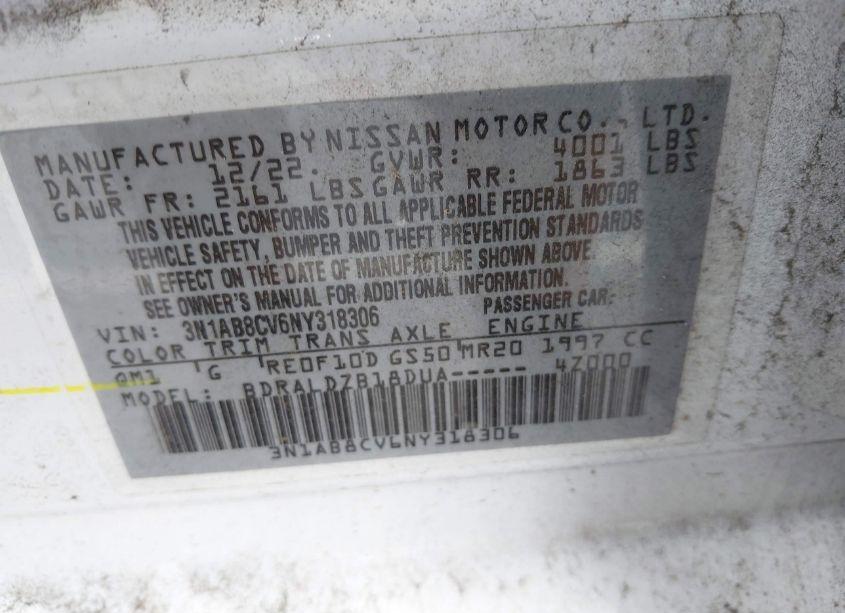 MANUFACTURED BY NISSAN MOTOR CO., LTD.
DATE: 12/22. GVWR: 4001 LBS
GAWR FR: 2161 LBS GAWR RR: 1863 LBS
THIS VEHICLE CONFORMS TO ALL APPLICABLE FEDERAL MOTOR
VEHICLE SAFETY, BUMPER AND THEFT PREVENTION STANDARDS
IN EFFECT ON THE DATE OF MANUFACTURE SHOWN ABOVE
SEE OWNER'S MANUAL FOR ADDITIONAL INFORMATION.
VIN: 3N1AB8CV6NY318306 PASSENGER CAR:
COLOR TRIM TRANS AXLE ENGINE
QM1 G RE0F10D GS50 MR20 1997 CC
MODEL: BDRALDZB18DUA----- 4Z000
3N1AB8CV6NY318306